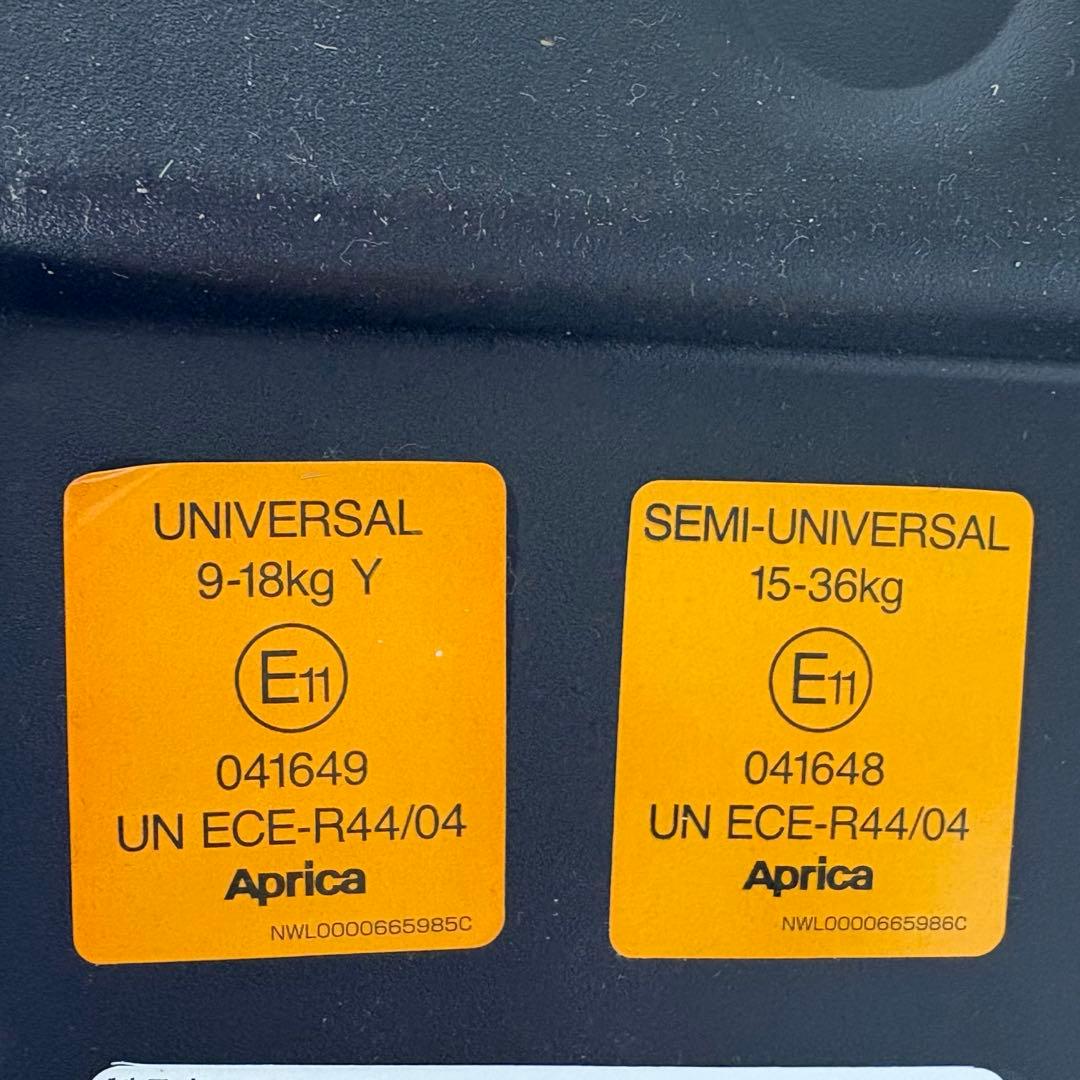 UNIVERSAL
9-18kg Y
E11
041649
UN ECE-R44/04
Aprica
NWL0000665985C
SEMI-UNIVERSAL
15-36kg
E11
041648
UN ECE-R44/04
Aprica
NWL0000665986C